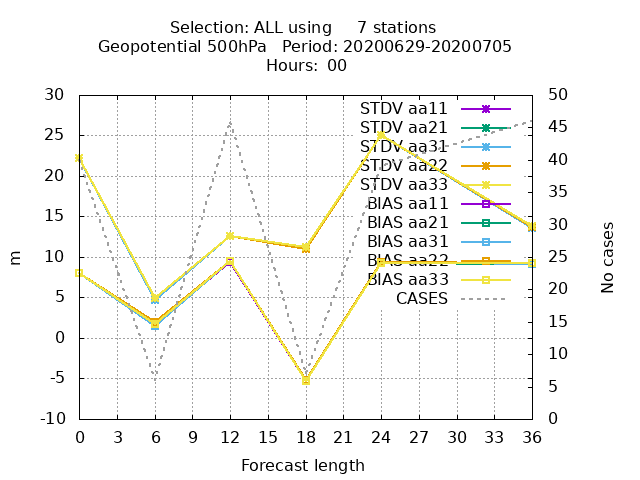 Selection: ALL using 7 stations
Geopotential 500hPa Period: 20200629-20200705
Hours: 00
30
25
20
15
10
5
0
-5
-10
50
45
40
35
30
25
20
15
10
5
0
m
No cases
STDV aa11
STDV aa21
STDV aa31
STDV aa22
STDV aa33
BIAS aa11
BIAS aa21
BIAS aa31
BIAS aa22
BIAS aa33
CASES
0 3 6 9 12 15 18 21 24 27 30 33 36
Forecast length